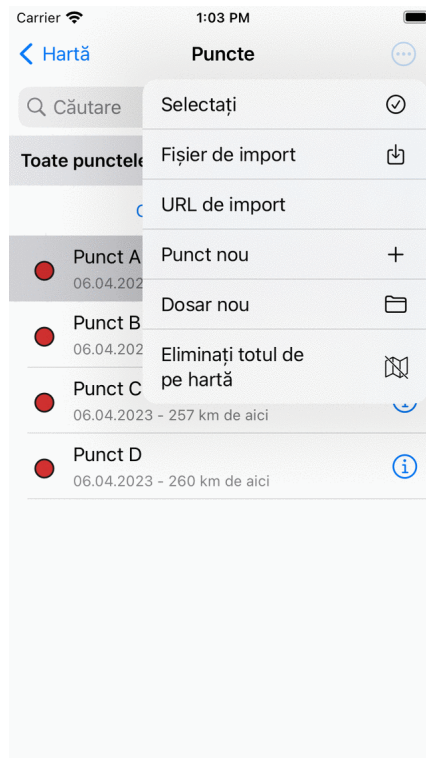 Carrier 1:03 PM
Hartă Puncte
Căutare
Selectați
Fișier de import
Toate punctele
URL de import
Punct A
Punct nou
06.04.202
Dosar nou
Punct B
06.04.202
Eliminați totul de
pe hartă
Punct C
06.04.2023 - 257 km de aici
Punct D
06.04.2023 - 260 km de aici